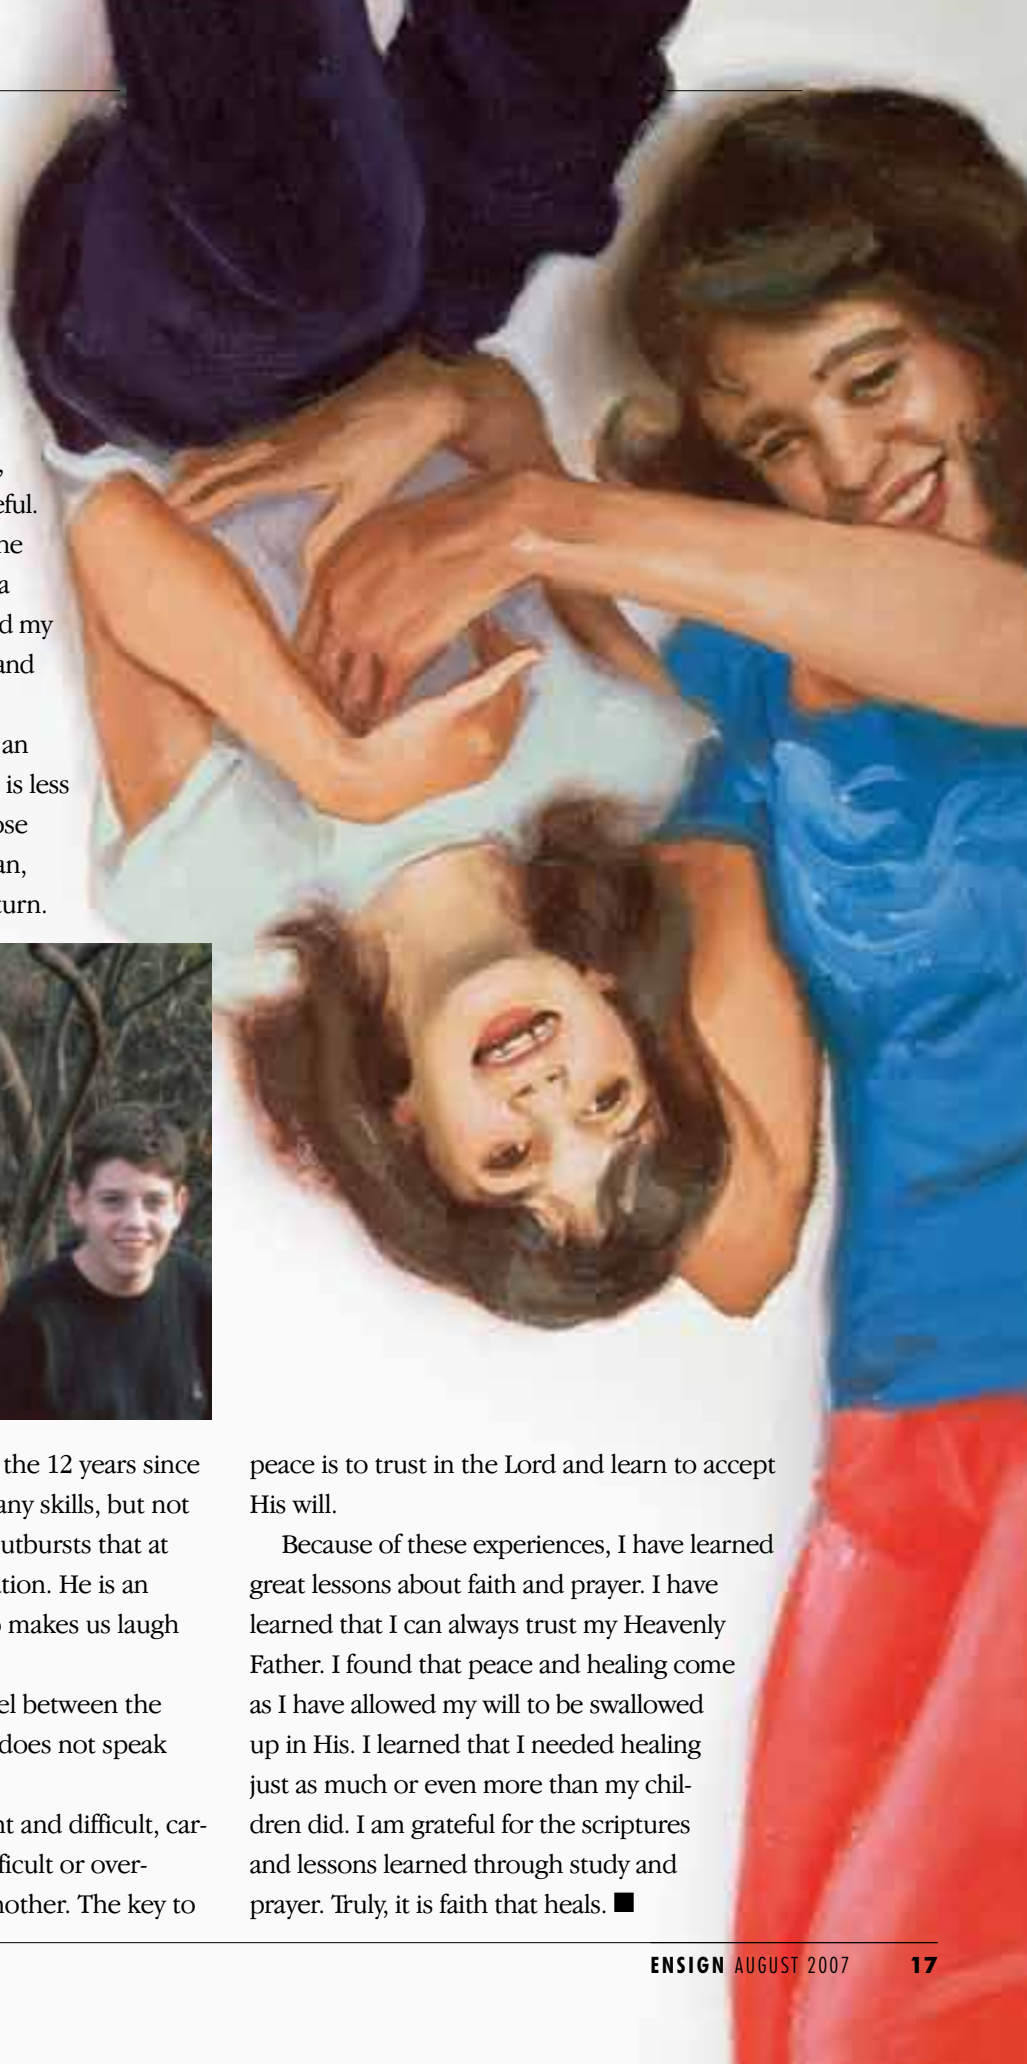 ,
eful.
he
a
d my
and
an
is less
ose
an,
turn.
the 12 years since
any skills, but not
utbursts that at
tion. He is an
makes us laugh
el between the
does not speak
nt and difficult, car-
ficult or over-
nother. The key to
peace is to trust in the Lord and learn to accept
His will.
Because of these experiences, I have learned
great lessons about faith and prayer. I have
learned that I can always trust my Heavenly
Father. I found that peace and healing come
as I have allowed my will to be swallowed
up in His. I learned that I needed healing
just as much or even more than my chil-
dren did. I am grateful for the scriptures
and lessons learned through study and
prayer. Truly, it is faith that heals. ■
ENSIGN AUGUST 2007 17